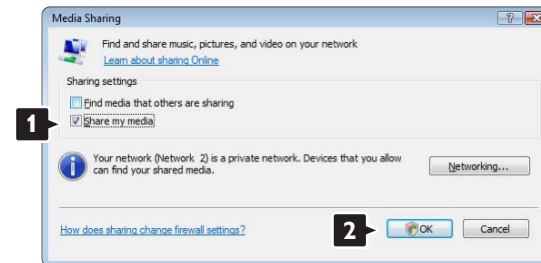 Media Sharing
Find and share music, pictures, and video on your network
Learn about sharing Online
Sharing settings
Find media that others are sharing
1
Share my media
Your network (Network 2) is a private network. Devices that you allow
can find your shared media.
Networking...
How does sharing change firewall settings?
2
OK
Cancel